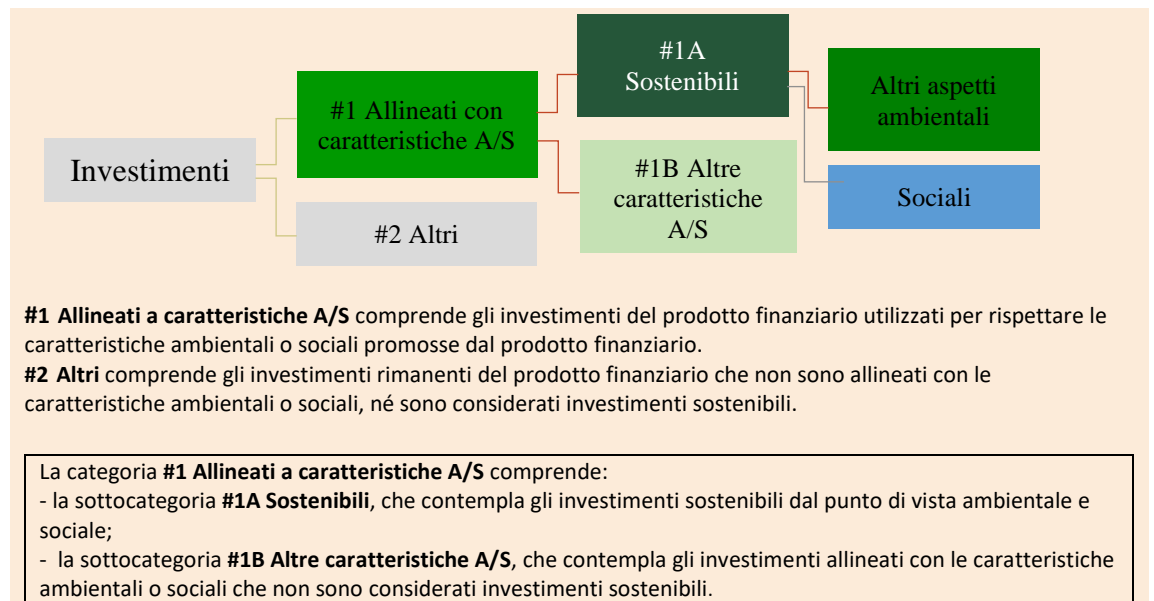 #1A
Sostenibili
Altri aspetti
ambientali
#1 Allineati con
caratteristiche A/S
Investimenti
#1B Altre
caratteristiche
A/S
Sociali
#2 Altri
#1 Allineati a caratteristiche A/S comprende gli investimenti del prodotto finanziario utilizzati per rispettare le
caratteristiche ambientali o sociali promosse dal prodotto finanziario.
#2 Altri comprende gli investimenti rimanenti del prodotto finanziario che non sono allineati con le
caratteristiche ambientali o sociali, né sono considerati investimenti sostenibili.
La categoria #1 Allineati a caratteristiche A/S comprende:
- la sottocategoria #1A Sostenibili, che contempla gli investimenti sostenibili dal punto di vista ambientale e
sociale;
- la sottocategoria #1B Altre caratteristiche A/S, che contempla gli investimenti allineati con le caratteristiche
ambientali o sociali che non sono considerati investimenti sostenibili.